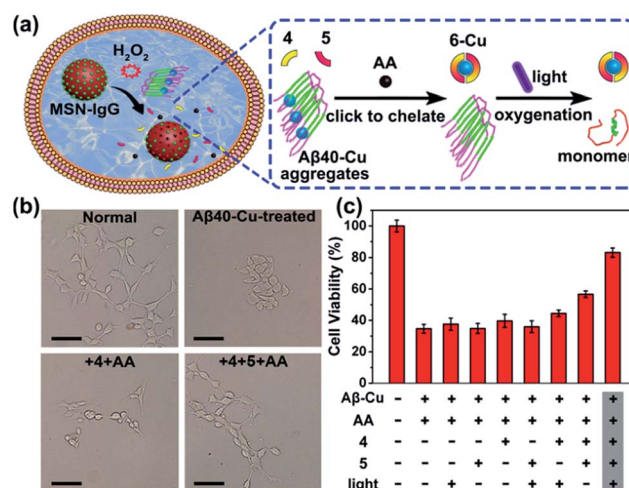 (a)
H₂O₂
MSN-IgG
4 5
AA
click to chelate
Aβ40-Cu
aggregates
6-Cu
light
oxygenation
monomer
(b)
Normal
Aβ40-Cu-treated
+4+AA
+4+5+AA
(c)
Cell Viability (%)
100
80
60
40
20
0
Aβ-Cu - + + + + + + + +
AA - + + + + + + + +
4 - - - - + - + + +
5 - - - + - + - + +
light - - + - - + + - +